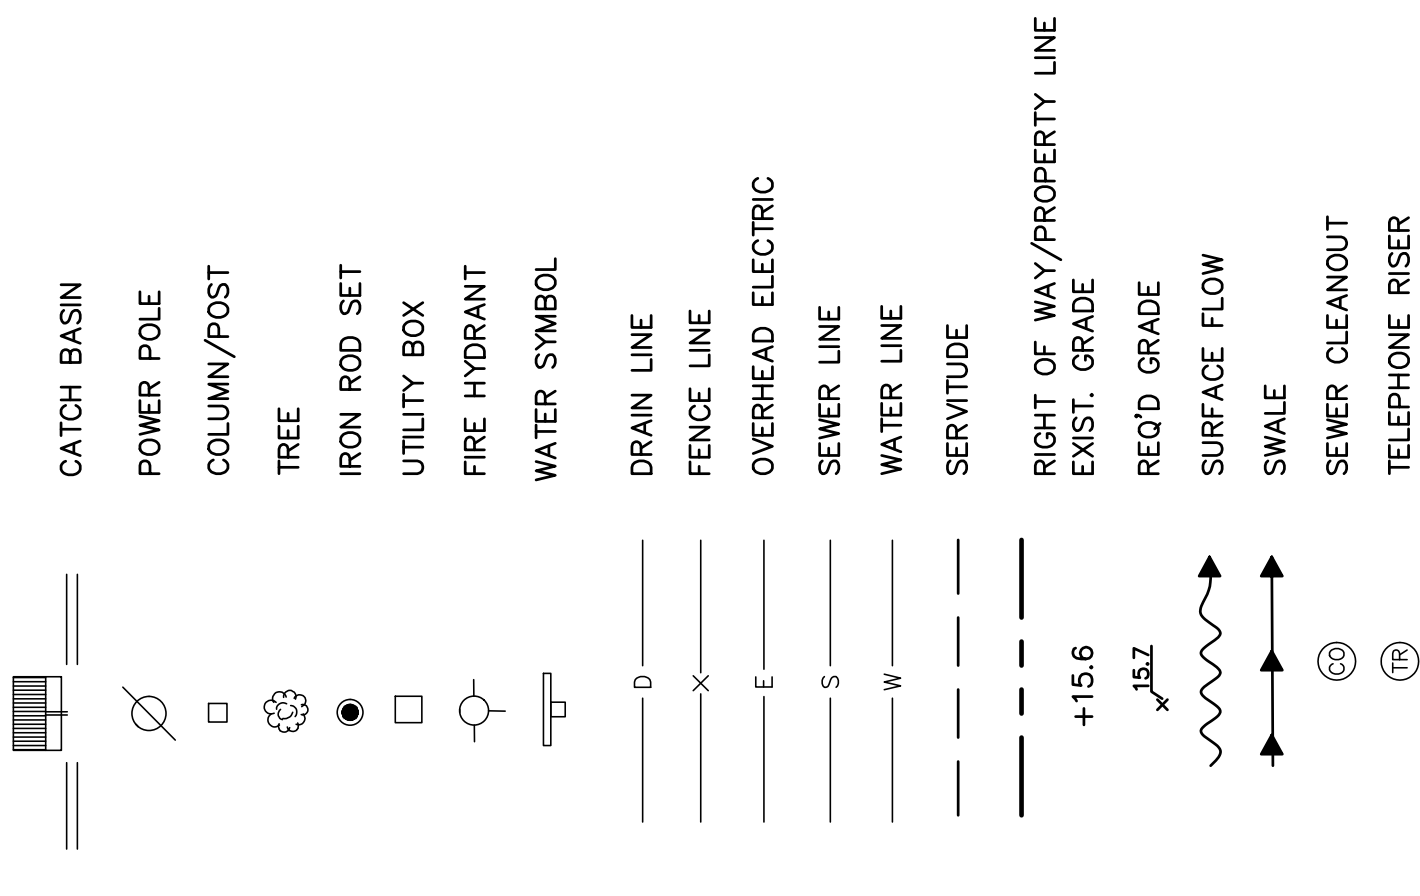 CATCH BASIN
POWER POLE
COLUMN/POST
TREE
IRON ROD SET
UTILITY BOX
FIRE HYDRANT
WATER SYMBOL
D DRAIN LINE
X FENCE LINE
E OVERHEAD ELECTRIC
S SEWER LINE
W WATER LINE
SERVITUDE
RIGHT OF WAY/PROPERTY LINE
+15.6 EXIST. GRADE
15.7 REQ'D GRADE
SURFACE FLOW
SWALE
CO SEWER CLEANOUT
TR TELEPHONE RISER